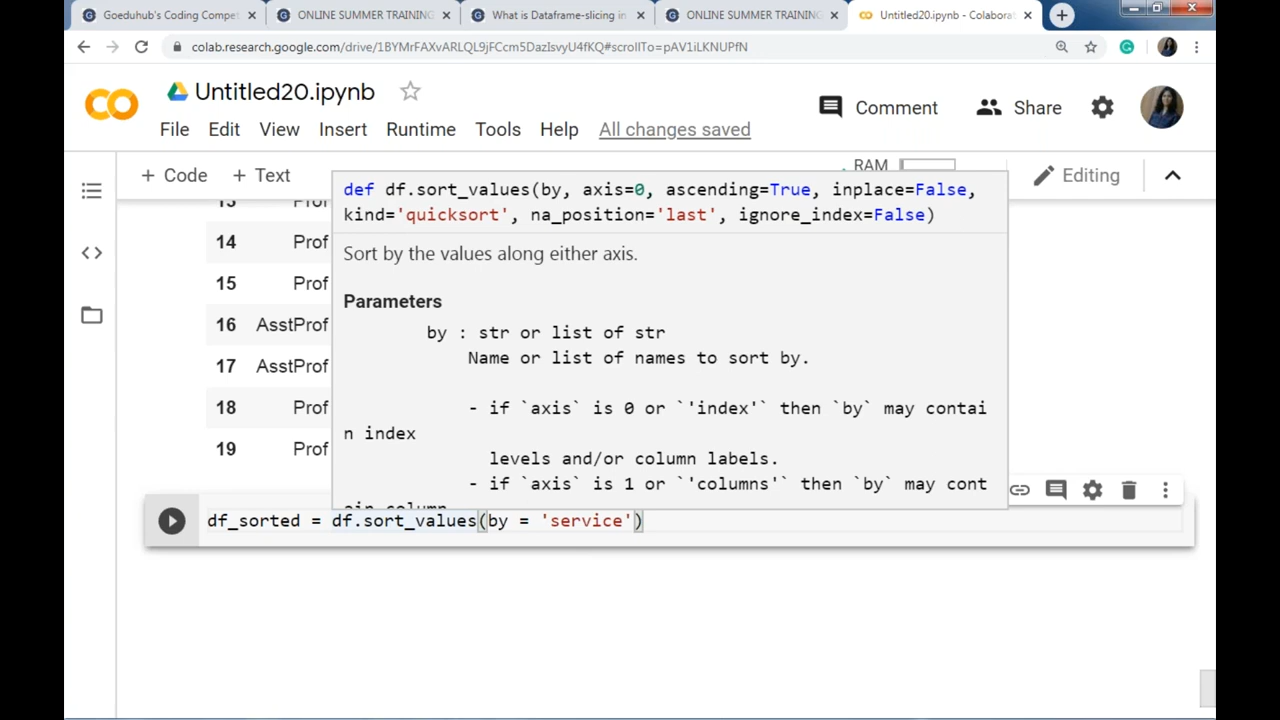 Goeduhub's Coding Compet
ONLINE SUMMER TRAINING
What is Dataframe-slicing in
ONLINE SUMMER TRAINING
Untitled20.ipynb - Colaborat
colab.research.google.com/drive/1BYMrFAXvARLQL9jFCcm5DazIsvyU4fKQ#scrollTo=pAV1iLKNUPfN
Untitled20.ipynb
Comment
Share
File Edit View Insert Runtime Tools Help All changes saved
+ Code + Text
RAM
Editing
def df.sort_values(by, axis=0, ascending=True, inplace=False,
kind='quicksort', na_position='last', ignore_index=False)
Sort by the values along either axis.
Parameters
by : str or list of str
Name or list of names to sort by.
- if `axis` is 0 or `'index'` then `by` may contai
n index
levels and/or column labels.
- if `axis` is 1 or `'columns'` then `by` may cont
ain column
13 Prof
14 Prof
15 Prof
16 AsstProf
17 AsstProf
18 Prof
19 Prof
df_sorted = df.sort_values(by = 'service')